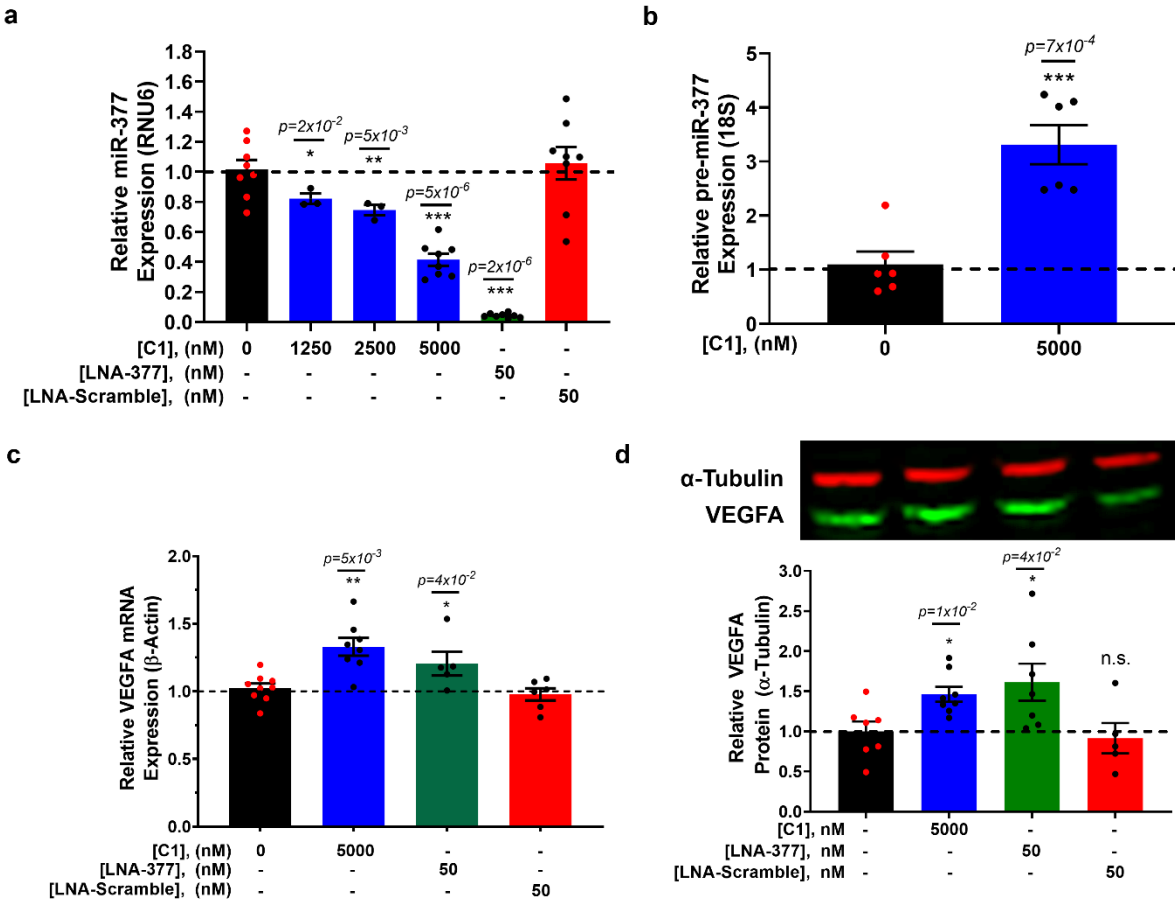 a
Relative miR-377
Expression (RNU6)
1.8
1.6
1.4
1.2
1.0
0.8
0.6
0.4
0.2
0.0
p=2x10⁻²
*
p=5x10⁻³
**
p=5x10⁻⁶
***
p=2x10⁻⁶
***
[C1], (nM) 0 1250 2500 5000 - -
[LNA-377], (nM) - - - - 50 -
[LNA-Scramble], (nM) - - - - - 50
b
Relative pre-miR-377
Expression (18S)
5
4
3
2
1
0
p=7x10⁻⁴
***
[C1], (nM) 0 5000
c
Relative VEGFA mRNA
Expression (β-Actin)
2.0
1.5
1.0
0.5
0.0
p=5x10⁻³
**
p=4x10⁻²
*
[C1], (nM) 0 5000 - -
[LNA-377], (nM) - - 50 -
[LNA-Scramble], (nM) - - - 50
d
α-Tubulin
VEGFA
Relative VEGFA
Protein (α-Tubulin)
3.0
2.5
2.0
1.5
1.0
0.5
0.0
p=1x10⁻²
*
p=4x10⁻²
*
n.s.
[C1], nM - 5000 - -
[LNA-377], nM - - 50 -
[LNA-Scramble], nM - - - 50